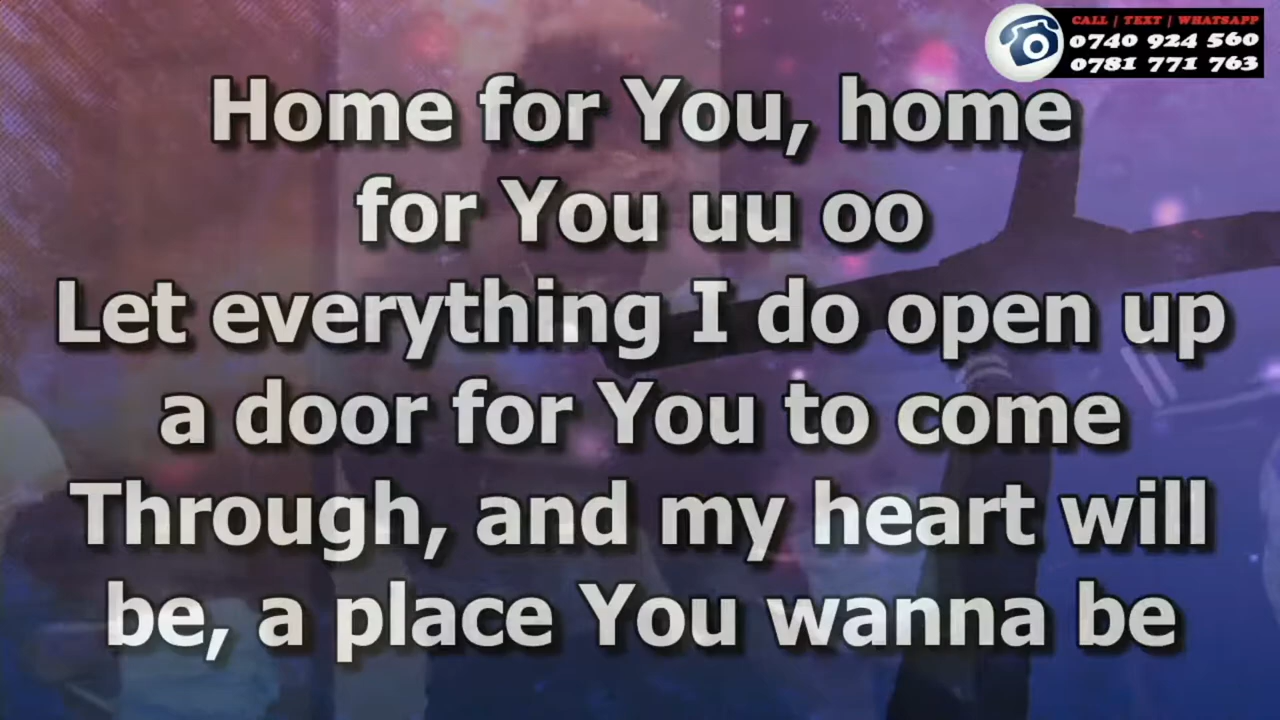 CALL | TEXT | WHATSAPP
0740 924 560
0781 771 763
Home for You, home
for You uu oo
Let everything I do open up
a door for You to come
Through, and my heart will
be, a place You wanna be